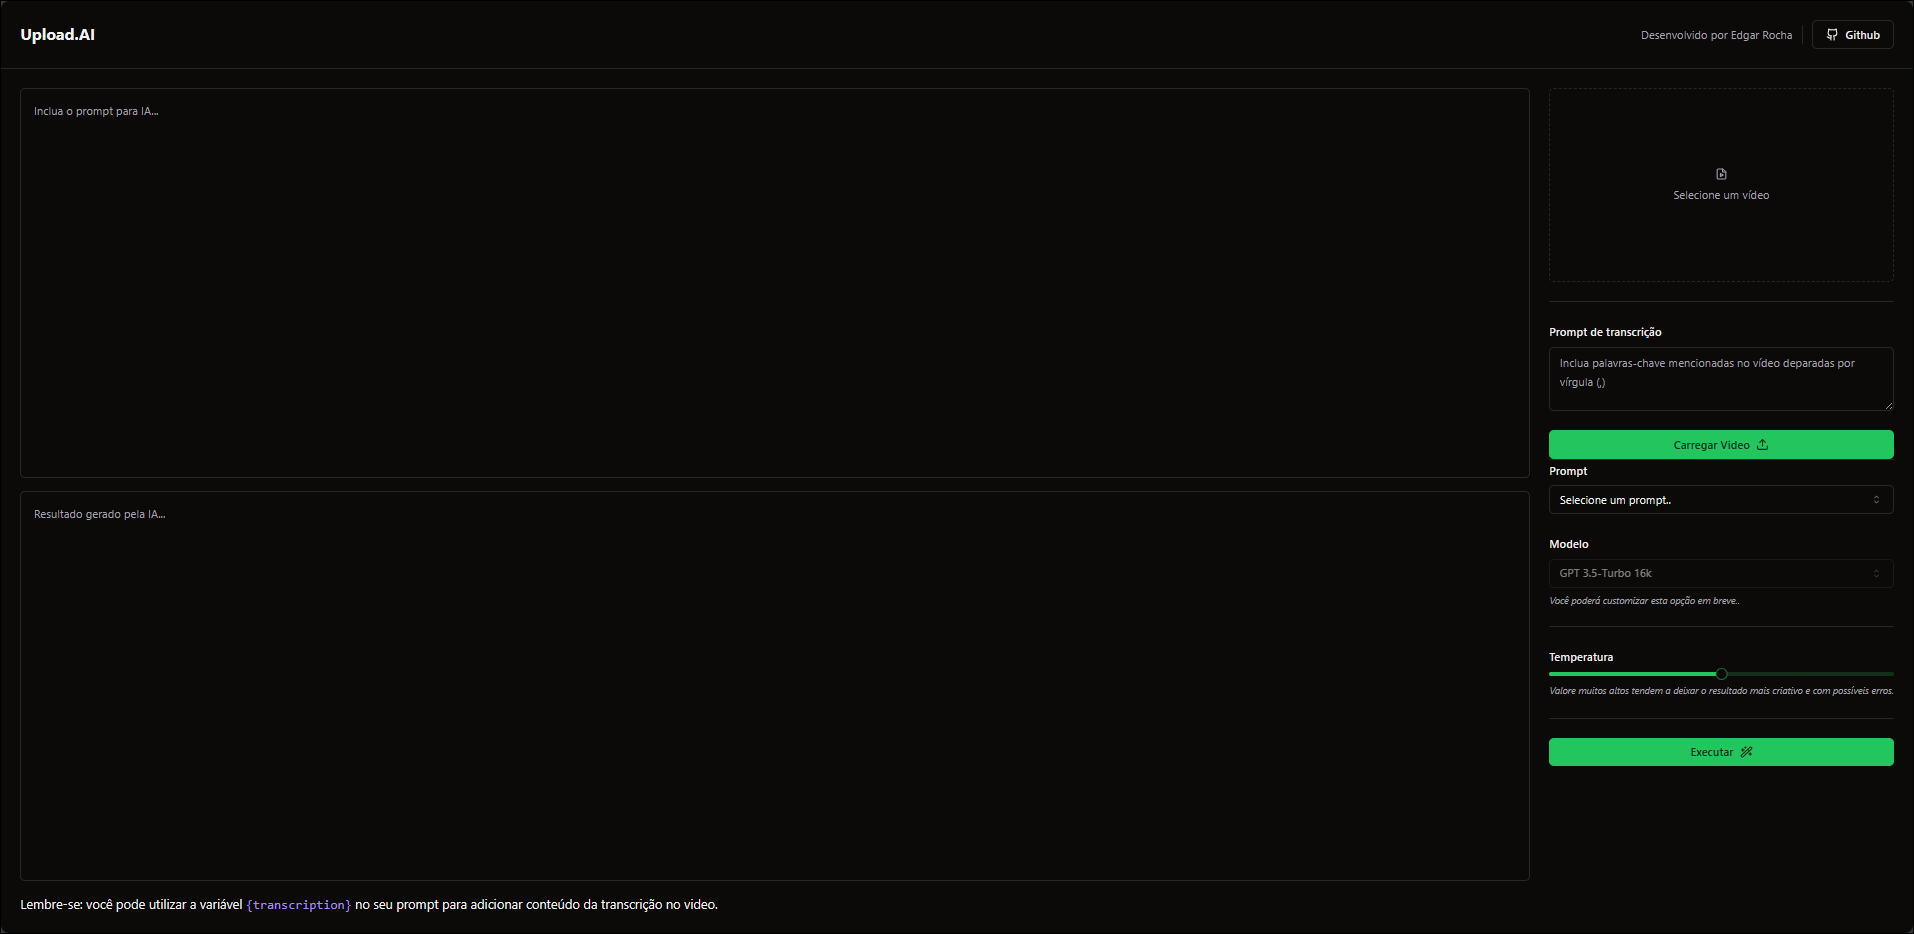 Upload.AI
Desenvolvido por Edgar Rocha
Github
Inclua o prompt para IA...
Resultado gerado pela IA...
Lembre-se: você pode utilizar a variável {transcription} no seu prompt para adicionar conteúdo da transcrição no video.
Selecione um vídeo
Prompt de transcrição
Inclua palavras-chave mencionadas no vídeo deparadas por
vírgula (,)
Carregar Video
Prompt
Selecione um prompt..
Modelo
GPT 3.5-Turbo 16k
Você poderá customizar esta opção em breve..
Temperatura
Valore muitos altos tendem a deixar o resultado mais criativo e com possíveis erros.
Executar